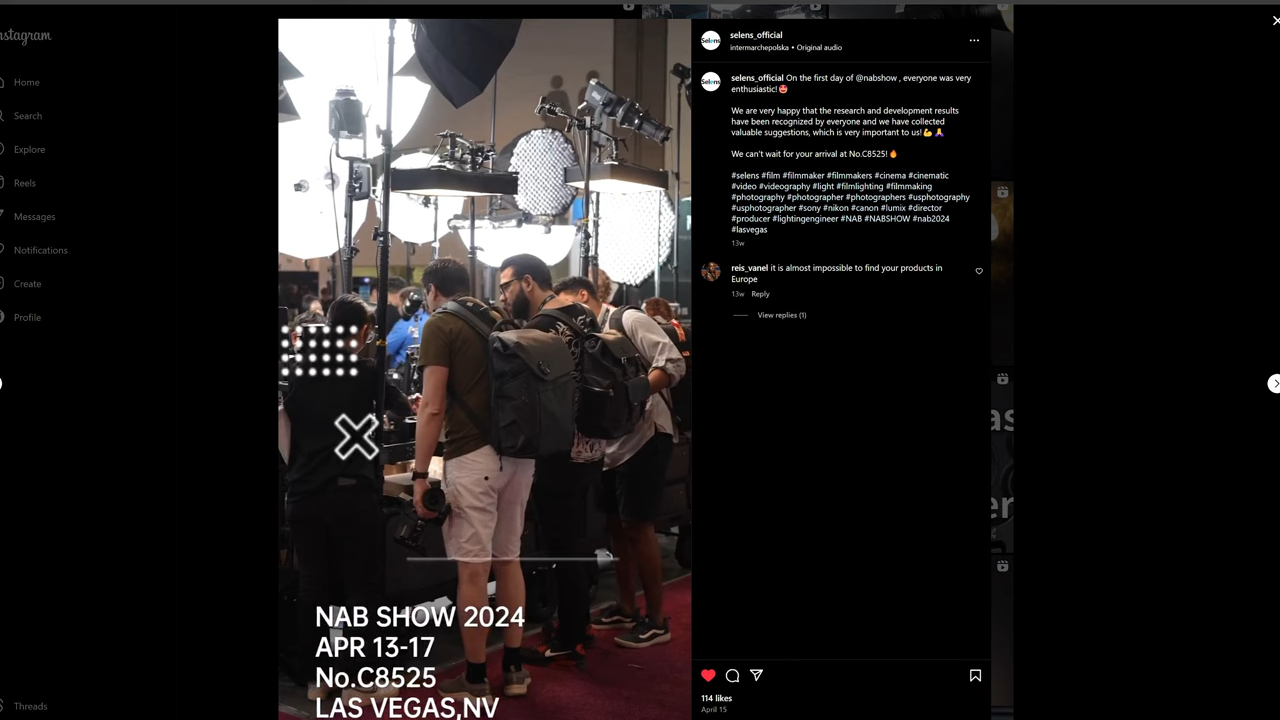 nstagram
Home
Search
Explore
Reels
Messages
Notifications
Create
Profile
Threads
NAB SHOW 2024
APR 13-17
No.C8525
LAS VEGAS,NV
Selens
selens_official
intermarchepolska • Original audio
Selens
selens_official On the first day of @nabshow , everyone was very
enthusiastic!🤩
We are very happy that the research and development results
have been recognized by everyone and we have collected
valuable suggestions, which is very important to us!💪🙏
We can't wait for your arrival at No.C8525!🔥
#selens #film #filmmaker #filmmakers #cinema #cinematic
#video #videography #light #filmlighting #filmmaking
#photography #photographer #photographers #usphotography
#usphotographer #sony #nikon #canon #lumix #director
#producer #lightingengineer #NAB #NABSHOW #nab2024
#lasvegas
13w
reis_vanel it is almost impossible to find your products in
Europe
13w Reply
View replies (1)
114 likes
April 15
as
er